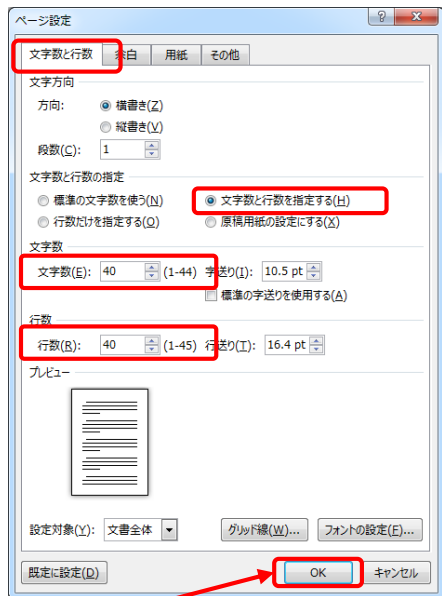 ページ設定
文字数と行数 余白 用紙 その他
文字方向
方向: 横書き(Z)
縦書き(V)
段数(C): 1
文字数と行数の指定
標準の文字数を使う(N) 文字数と行数を指定する(H)
行数だけを指定する(O) 原稿用紙の設定にする(X)
文字数
文字数(E): 40 (1-44) 字送り(I): 10.5 pt
標準の字送りを使用する(A)
行数
行数(R): 40 (1-45) 行送り(T): 16.4 pt
プレビュー
設定対象(Y): 文書全体 グリッド線(W)... フォントの設定(F)...
既定に設定(D) OK キャンセル